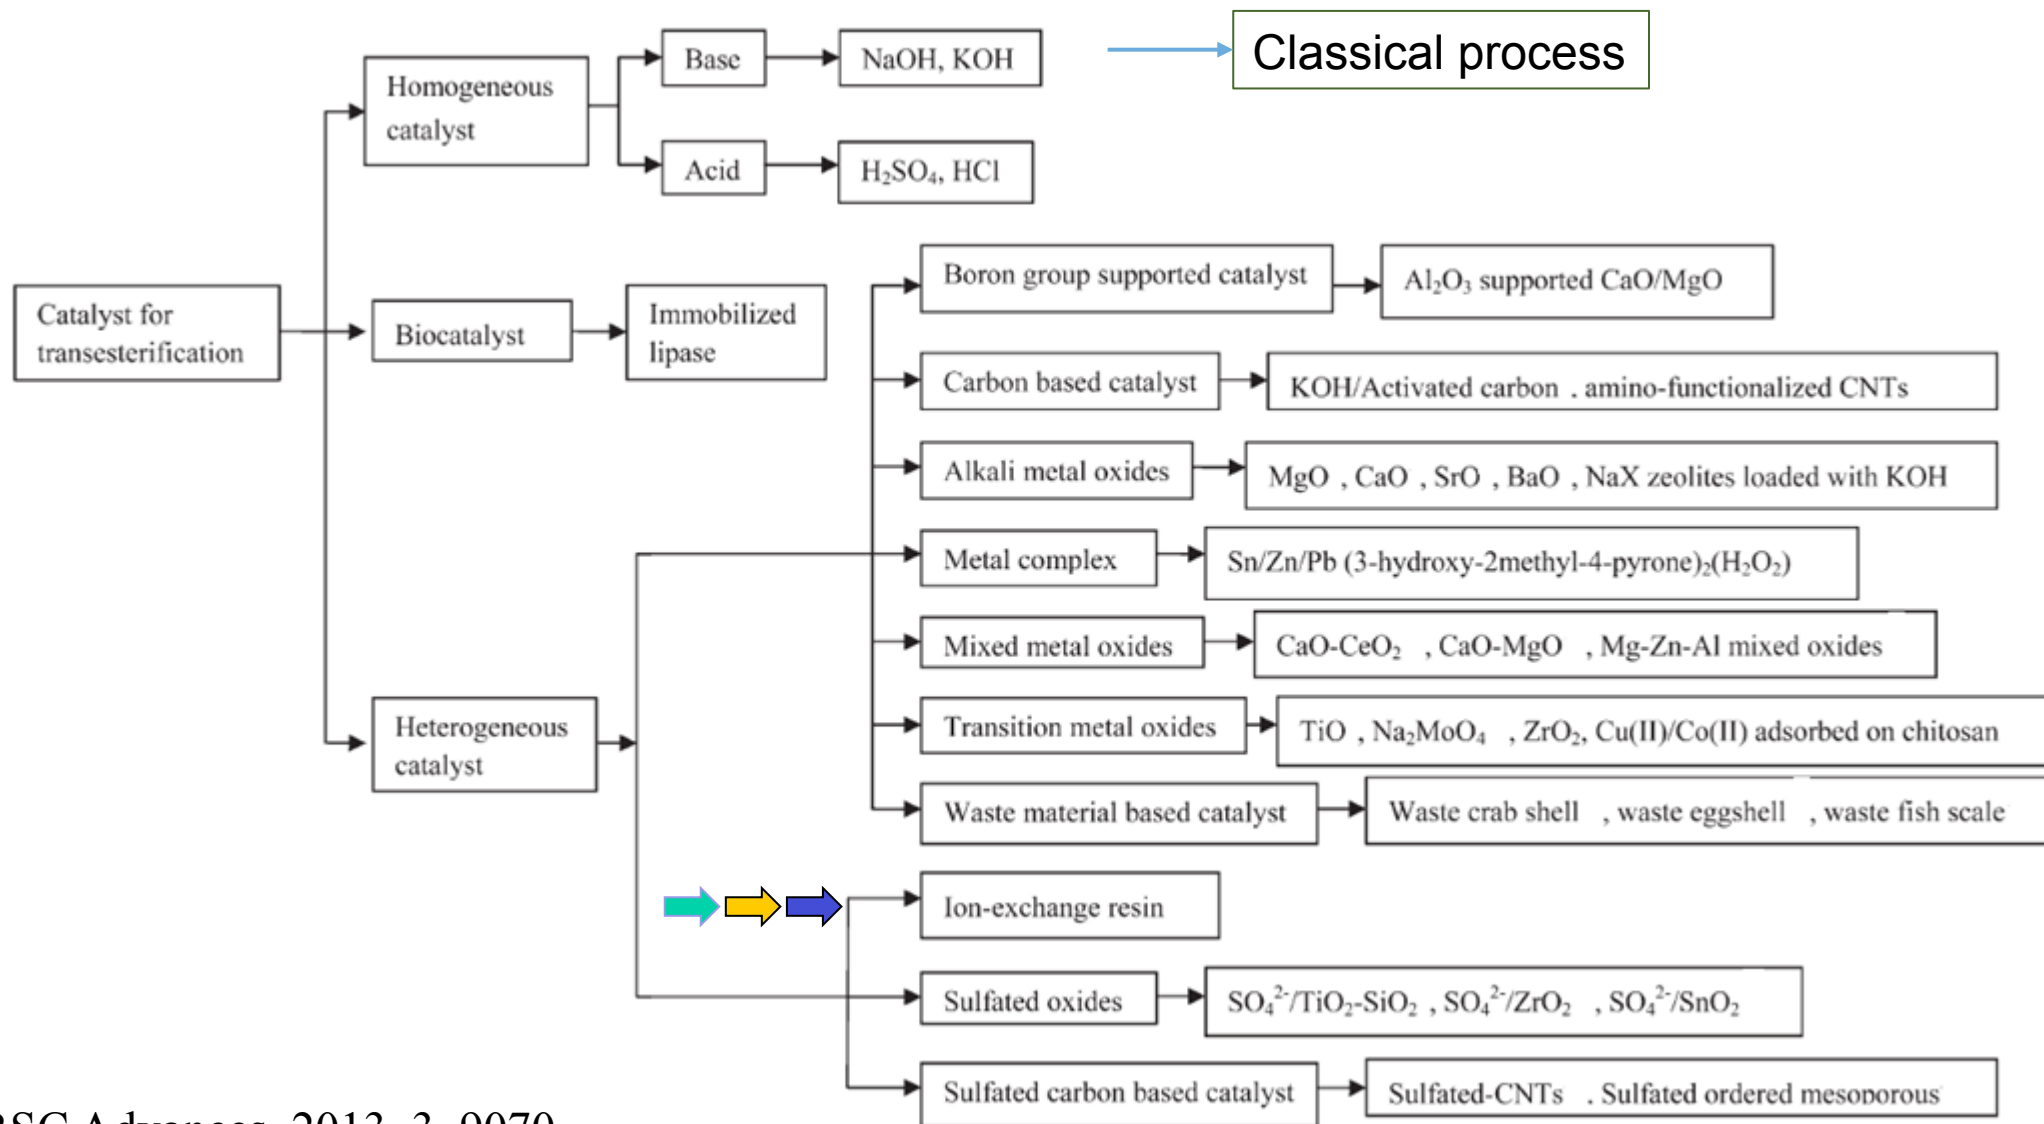 Classical process
Base
NaOH, KOH
Homogeneous
catalyst
Acid
H₂SO₄, HCl
Catalyst for
transesterification
Biocatalyst
Immobilized
lipase
Boron group supported catalyst
Al₂O₃ supported CaO/MgO
Carbon based catalyst
KOH/Activated carbon . amino-functionalized CNTs
Alkali metal oxides
MgO , CaO , SrO , BaO , NaX zeolites loaded with KOH
Metal complex
Sn/Zn/Pb (3-hydroxy-2methyl-4-pyrone)₂(H₂O₂)
Mixed metal oxides
CaO-CeO₂ , CaO-MgO , Mg-Zn-Al mixed oxides
Transition metal oxides
TiO , Na₂MoO₄ , ZrO₂, Cu(II)/Co(II) adsorbed on chitosan
Waste material based catalyst
Waste crab shell , waste eggshell , waste fish scale
Heterogeneous
catalyst
Ion-exchange resin
Sulfated oxides
SO₄²⁻/TiO₂-SiO₂ , SO₄²⁻/ZrO₂ , SO₄²⁻/SnO₂
Sulfated carbon based catalyst
Sulfated-CNTs . Sulfated ordered mesoporous
RSC Advances, 2013, 3, 9070